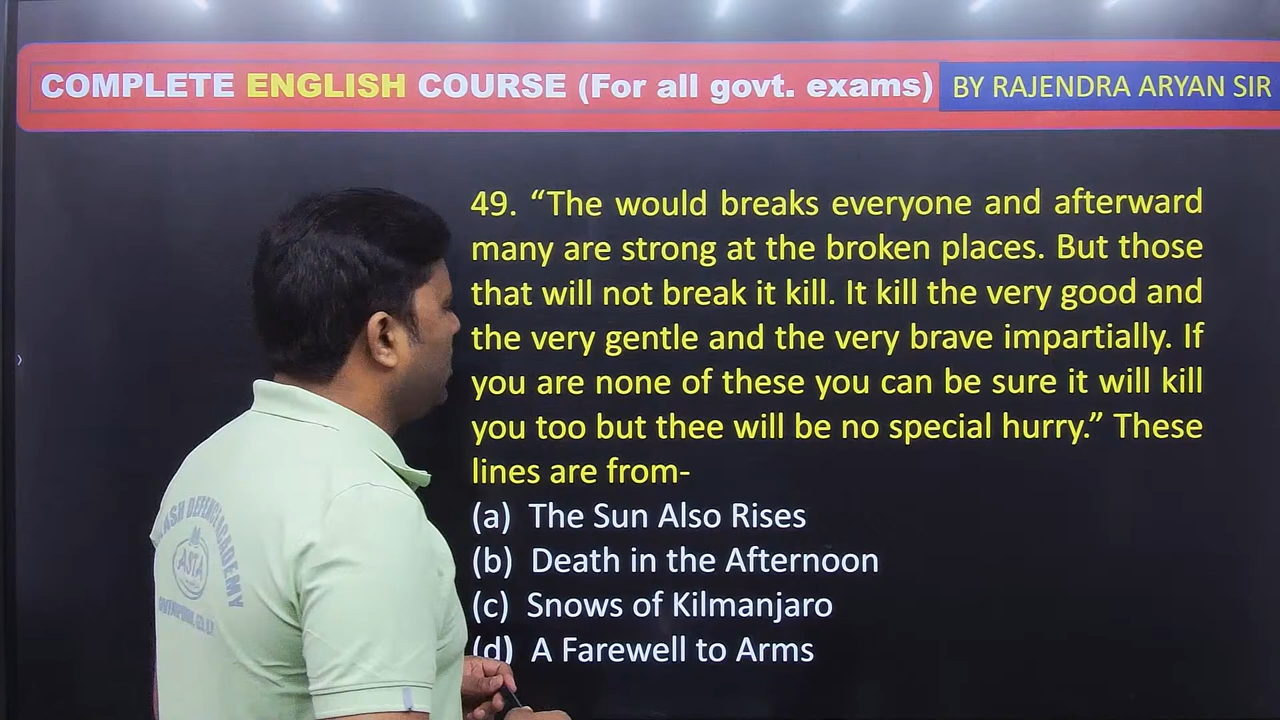 COMPLETE ENGLISH COURSE (For all govt. exams) BY RAJENDRA ARYAN SIR
49. “The would breaks everyone and afterward
many are strong at the broken places. But those
that will not break it kill. It kill the very good and
the very gentle and the very brave impartially. If
you are none of these you can be sure it will kill
you too but thee will be no special hurry.” These
lines are from-
(a) The Sun Also Rises
(b) Death in the Afternoon
(c) Snows of Kilmanjaro
(d) A Farewell to Arms
DEFENCE ACADEMY
ASTA